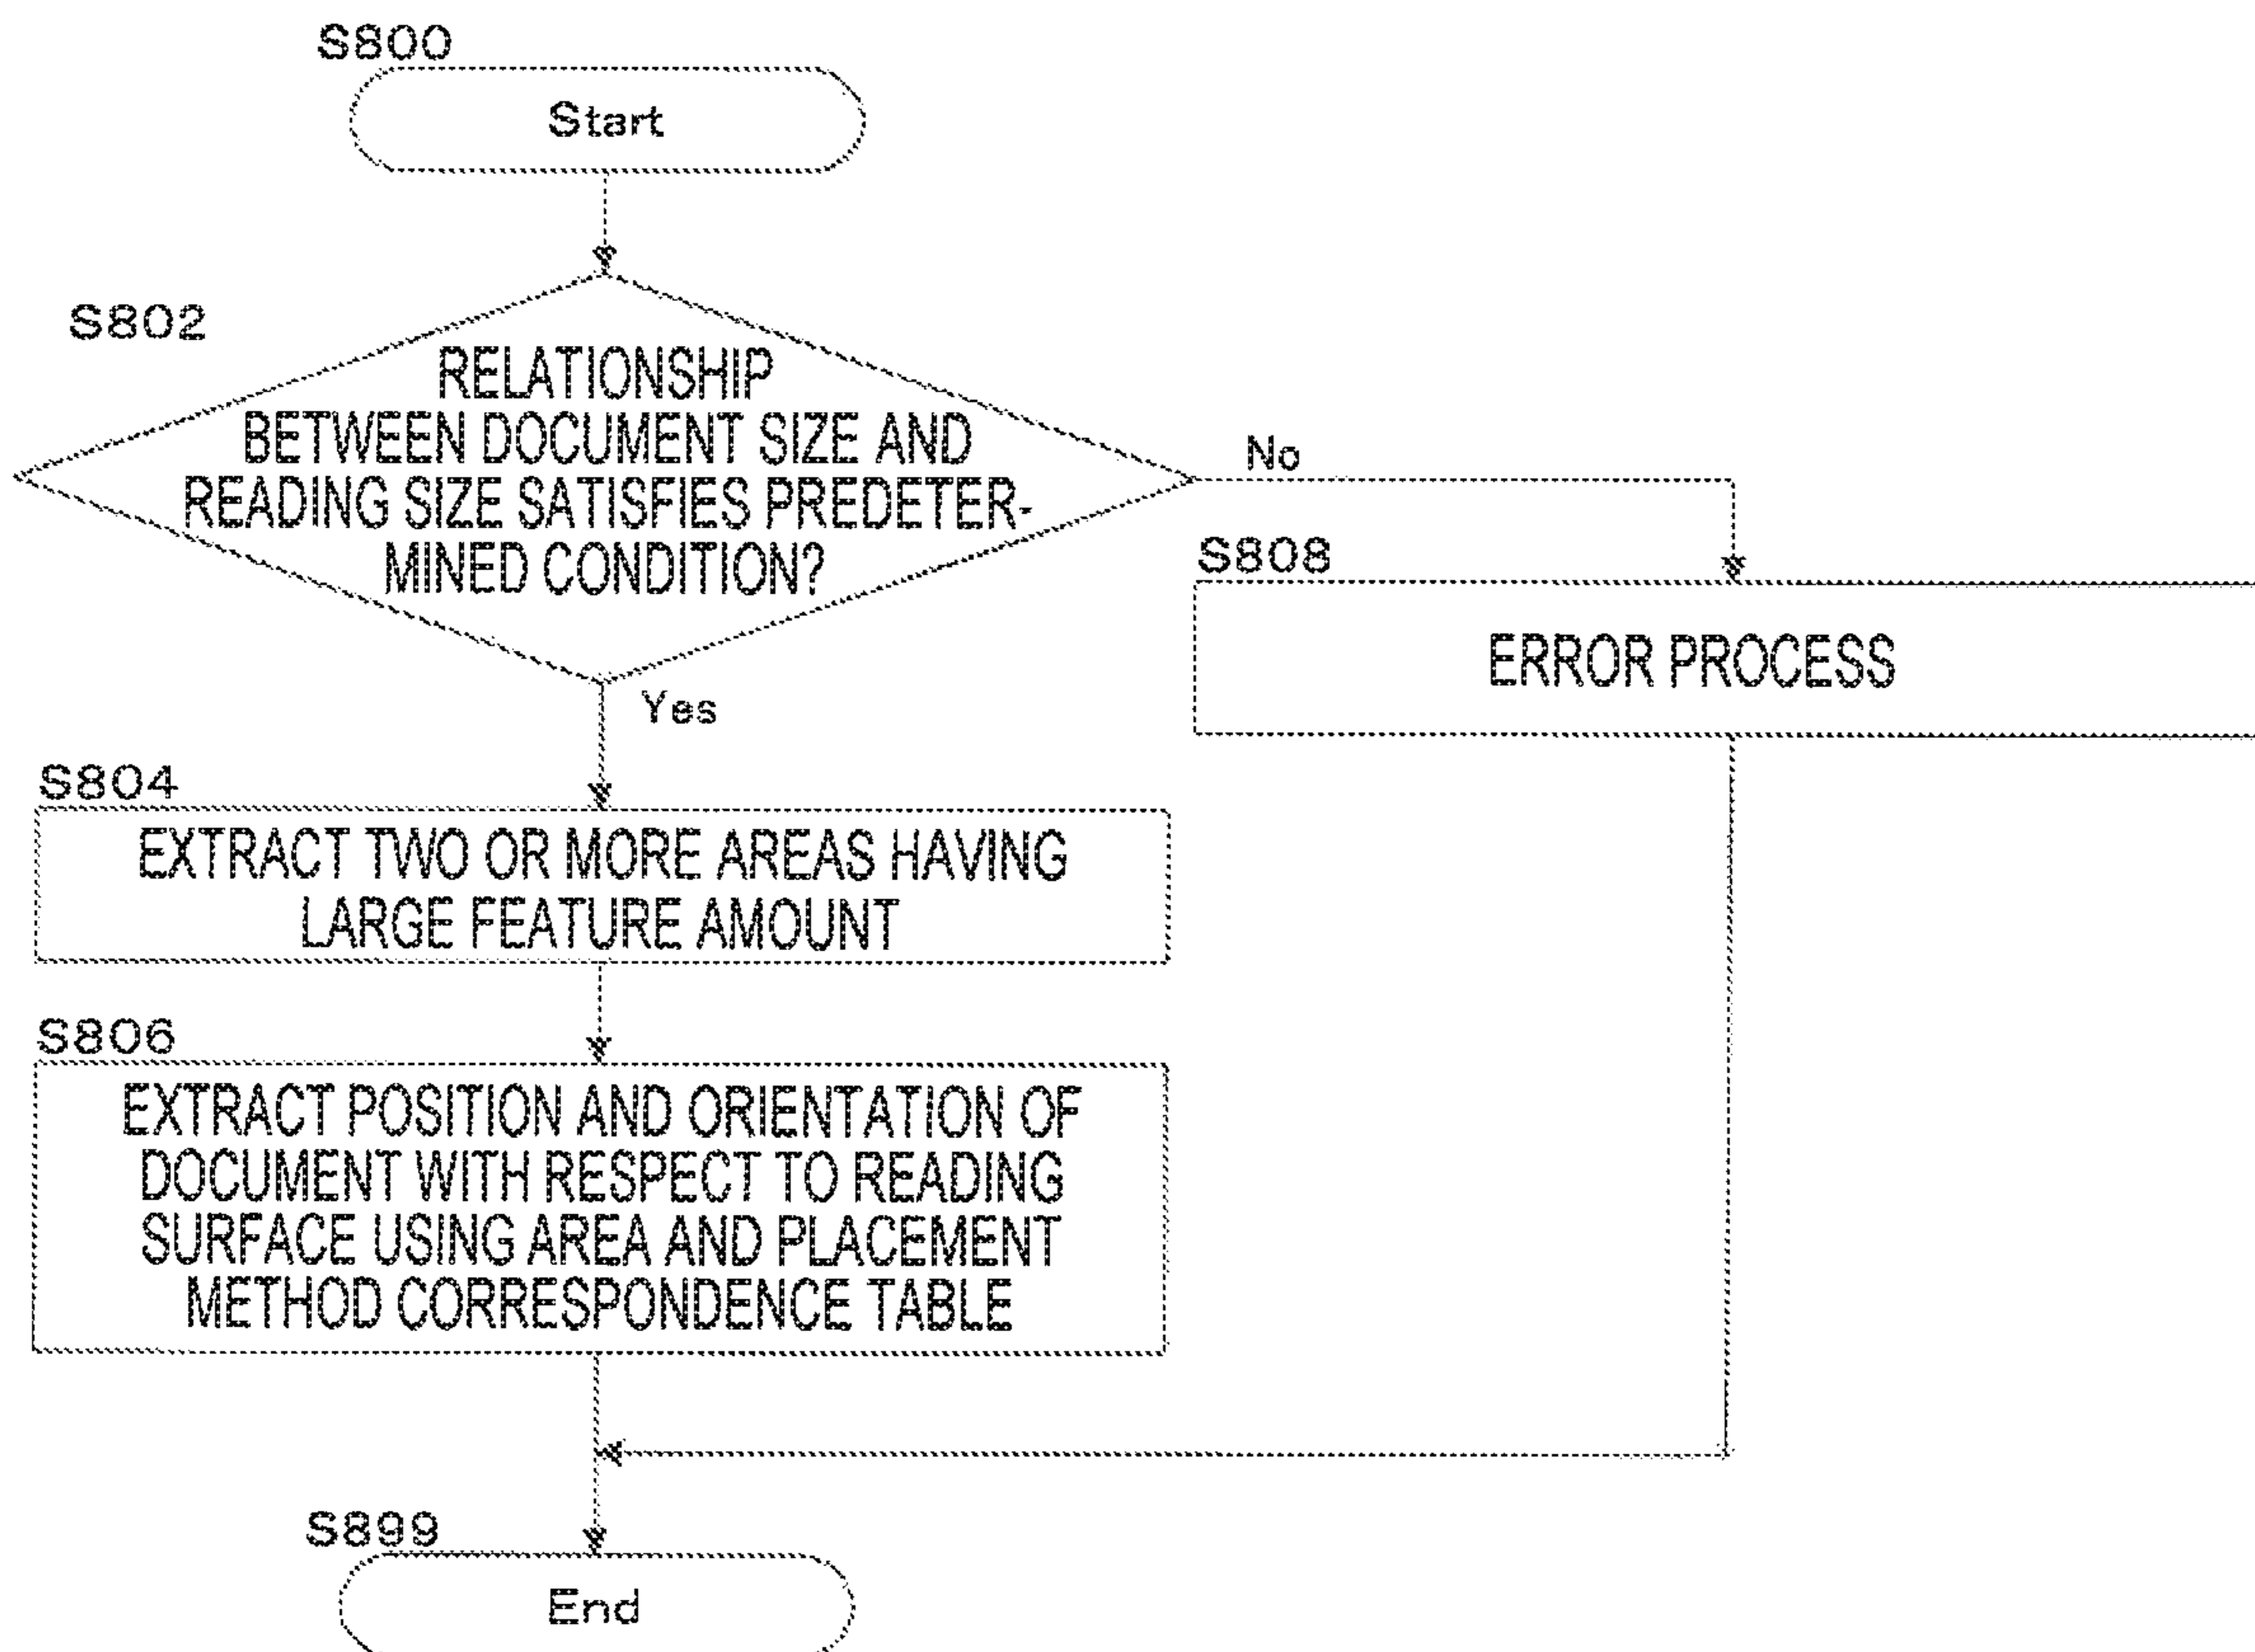 S800
Start
S802
RELATIONSHIP
BETWEEN DOCUMENT SIZE AND
READING SIZE SATISFIES PREDETER-
MINED CONDITION?
No
Yes
S808
ERROR PROCESS
S804
EXTRACT TWO OR MORE AREAS HAVING
LARGE FEATURE AMOUNT
S806
EXTRACT POSITION AND ORIENTATION OF
DOCUMENT WITH RESPECT TO READING
SURFACE USING AREA AND PLACEMENT
METHOD CORRESPONDENCE TABLE
S899
End